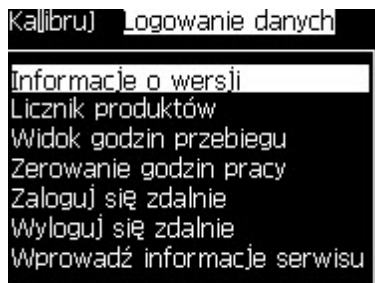 Kalibruj Logowanie danych
Informacje o wersji
Licznik produktów
Widok godzin przebiegu
Zerowanie godzin pracy
Zaloguj się zdalnie
Wyloguj się zdalnie
Wprowadź informacje serwisu